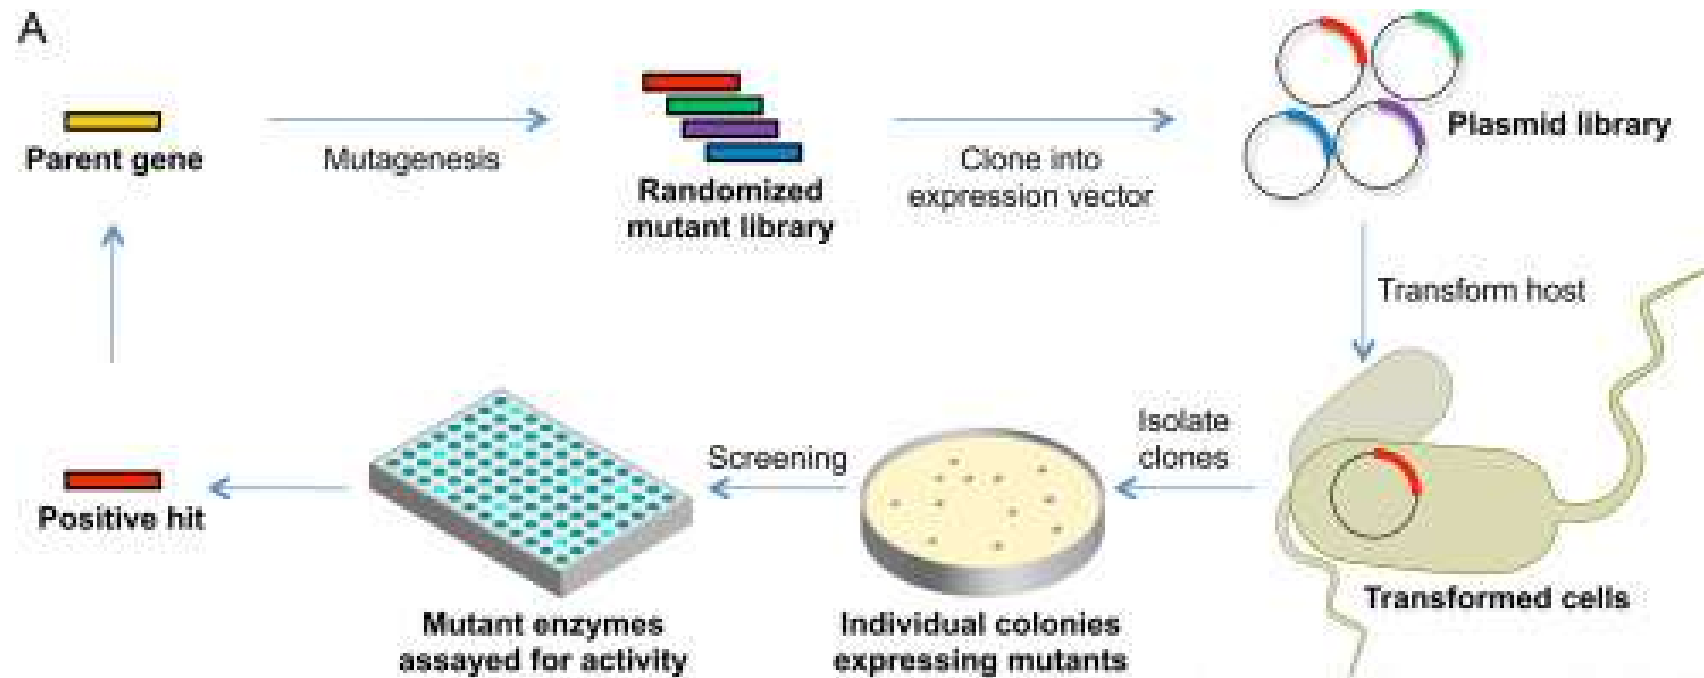 A
Parent gene
Mutagenesis
Randomized
mutant library
Clone into
expression vector
Plasmid library
Transform host
Transformed cells
Isolate
clones
Individual colonies
expressing mutants
Screening
Mutant enzymes
assayed for activity
Positive hit